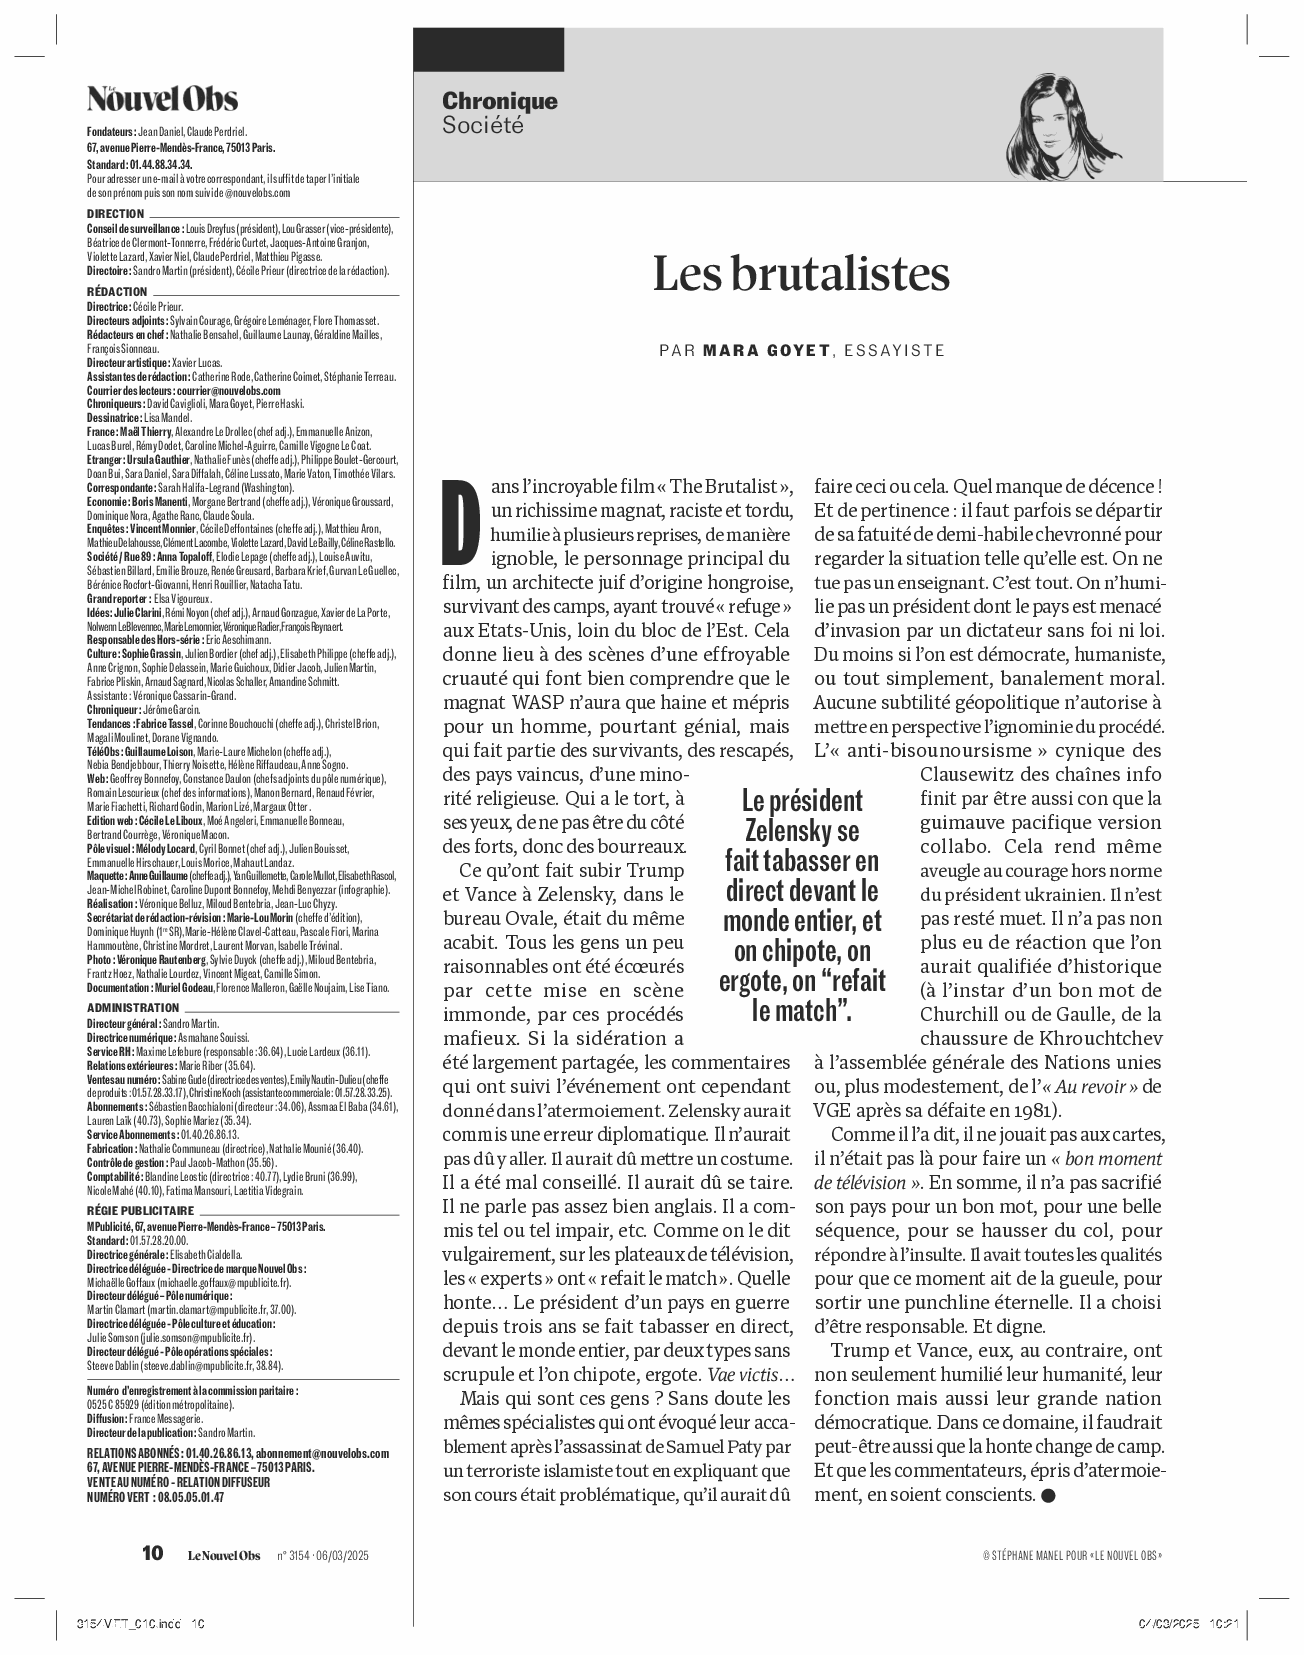 Le Nouvel Obs
Fondateurs : Jean Daniel, Claude Perdriel.
67, avenue Pierre-Mendès-France, 75013 Paris.
Standard : 01.44.88.34.34.
Pour adresser un e-mail à votre correspondant, il suffit de taper l'initiale
de son prénom puis son nom suivi de @nouvelobs.com
DIRECTION
Conseil de surveillance : Louis Dreyfus (président), Lou Grasser (vice-présidente),
Béatrice de Clermont-Tonnerre, Frédéric Curtet, Jacques-Antoine Granjon,
Violette Lazard, Xavier Niel, Claude Perdriel, Matthieu Pigasse.
Directoire : Sandro Martin (président), Cécile Prieur (directrice de la rédaction).
RÉDACTION
Directrice : Cécile Prieur.
Directeurs adjoints : Sylvain Courage, Grégoire Leménager, Flore Thomasset.
Rédacteurs en chef : Nathalie Bensahel, Guillaume Launay, Géraldine Mailles,
François Sionneau.
Directeur artistique : Xavier Lucas.
Assistantes de rédaction : Catherine Rode, Catherine Coimet, Stéphanie Terreau.
Courrier des lecteurs : courrier@nouvelobs.com
Chroniqueurs : David Caviglioli, Mara Goyet, Pierre Haski.
Dessinatrice : Lisa Mandel.
France : Maël Thierry, Alexandre Le Drollec (chef adj.), Emmanuelle Anizon,
Lucas Burel, Rémy Dodet, Caroline Michel-Aguirre, Camille Vigogne Le Coat.
Etranger : Ursula Gauthier, Nathalie Funès (cheffe adj.), Philippe Boulet-Gercourt,
Doan Bui, Sara Daniel, Sara Diffalah, Céline Lussato, Marie Vaton, Timothée Vilars.
Correspondante : Sarah Halifa-Legrand (Washington).
Economie : Boris Manenti, Morgane Bertrand (cheffe adj.), Véronique Groussard,
Dominique Nora, Agathe Ranc, Claude Soula.
Enquêtes : Vincent Monnier, Cécile Deffontaines (cheffe adj.), Matthieu Aron,
Mathieu Delahousse, Clément Lacombe, Violette Lazard, David Le Bailly, Céline Rastello.
Société / Rue 89 : Anna Topaloff, Elodie Lepage (cheffe adj.), Louise Auvitu,
Sébastien Billard, Emilie Brouze, Renée Greusard, Barbara Krief, Gurvan Le Guellec,
Bérénice Rocfort-Giovanni, Henri Rouillier, Natacha Tatu.
Grand reporter : Elsa Vigoureux.
Idées : Julie Clarini, Rémi Noyon (chef adj.), Arnaud Gonzague, Xavier de La Porte,
Nolwenn Le Blevennec, Marie Lemonnier, Véronique Radier, François Reynaert.
Responsable des Hors-série : Eric Aeschimann.
Culture : Sophie Grassin, Julien Bordier (chef adj.), Elisabeth Philippe (cheffe adj.),
Anne Crignon, Sophie Delassein, Marie Guichoux, Didier Jacob, Julien Martin,
Fabrice Pliskin, Arnaud Sagnard, Nicolas Schaller, Amandine Schmitt.
Assistante : Véronique Cassarin-Grand.
Chroniqueur : Jérôme Garcin.
Tendances : Fabrice Tassel, Corinne Bouchouchi (cheffe adj.), Christel Brion,
Magali Moulinet, Dorane Vignando.
TéléObs : Guillaume Loison, Marie-Laure Michelon (cheffe adj.),
Nebia Bendjebbour, Thierry Noisette, Hélène Riffaudeau, Anne Sogno.
Web : Geoffrey Bonnefoy, Constance Daulon (chefs adjoints du pôle numérique),
Romain Lescurieux (chef des informations), Manon Bernard, Renaud Février,
Marie Fiachetti, Richard Godin, Marion Lizé, Margaux Otter.
Edition web : Cécile Le Liboux, Moé Angeleri, Emmanuelle Bonneau,
Bertrand Courrège, Véronique Macon.
Pôle visuel : Mélody Locard, Cyril Bonnet (chef adj.), Julien Bouisset,
Emmanuelle Hirschauer, Louis Morice, Mahaut Landaz.
Maquette : Anne Guillaume (cheffe adj.), Yan Guillemette, Carole Mullot, Elisabeth Rascol,
Jean-Michel Robinet, Caroline Dupont Bonnefoy, Mehdi Benyezzar (infographie).
Réalisation : Véronique Belluz, Miloud Bentebria, Jean-Luc Chyzy.
Secrétariat de rédaction-révision : Marie-Lou Morin (cheffe d'édition),
Dominique Huynh (1re SR), Marie-Hélène Clavel-Catteau, Pascale Fiori, Marina
Hammoutène, Christine Mordret, Laurent Morvan, Isabelle Trévinal.
Photo : Véronique Rautenberg, Sylvie Duyck (cheffe adj.), Miloud Bentebria,
Frantz Hoez, Nathalie Lourdez, Vincent Migeat, Camille Simon.
Documentation : Muriel Godeau, Florence Malleron, Gaëlle Noujaim, Lise Tiano.
ADMINISTRATION
Directeur général : Sandro Martin.
Directrice numérique : Asmahane Souissi.
Service RH : Maxime Lefebure (responsable : 36.64), Lucie Lardeux (36.11).
Relations extérieures : Marie Riber (35.64).
Ventes au numéro : Sabine Gude (directrice des ventes), Emily Nautin-Dulieu (cheffe
de produits : 01.57.28.33.17), Christine Koch (assistante commerciale : 01.57.28.33.25).
Abonnements : Sébastien Bacchialoni (directeur : 34.06), Assmaa El Baba (34.61),
Lauren Laïk (40.73), Sophie Mariez (35.34).
Service Abonnements : 01.40.26.86.13.
Fabrication : Nathalie Communeau (directrice), Nathalie Mounié (36.40).
Contrôle de gestion : Paul Jacob-Mathon (35.56).
Comptabilité : Blandine Leostic (directrice : 40.77), Lydie Bruni (36.99),
Nicole Mahé (40.10), Fatima Mansouri, Laetitia Videgrain.
RÉGIE PUBLICITAIRE
MPublicité, 67, avenue Pierre-Mendès-France – 75013 Paris.
Standard : 01.57.28.20.00.
Directrice générale : Elisabeth Cialdella.
Directrice déléguée - Directrice de marque Nouvel Obs :
Michaëlle Goffaux (michaelle.goffaux@mpublicite.fr).
Directeur délégué – Pôle numérique :
Martin Clamart (martin.clamart@mpublicite.fr, 37.00).
Directrice déléguée - Pôle culture et éducation :
Julie Somson (julie.somson@mpublicite.fr).
Directeur délégué - Pôle opérations spéciales :
Steeve Dablin (steeve.dablin@mpublicite.fr, 38.84).
Numéro d'enregistrement à la commission paritaire :
0525 C 85929 (édition métropolitaine).
Diffusion : France Messagerie.
Directeur de la publication : Sandro Martin.
RELATIONS ABONNÉS : 01.40.26.86.13, abonnement@nouvelobs.com
67, AVENUE PIERRE-MENDÈS-FRANCE – 75013 PARIS.
VENTE AU NUMÉRO - RELATION DIFFUSEUR
NUMÉRO VERT : 08.05.05.01.47
Chronique
Société
Les brutalistes
PAR MARA GOYET, ESSAYISTE
Dans l'incroyable film « The Brutalist »,
un richissime magnat, raciste et tordu,
humilie à plusieurs reprises, de manière
ignoble, le personnage principal du
film, un architecte juif d'origine hongroise,
survivant des camps, ayant trouvé « refuge »
aux Etats-Unis, loin du bloc de l'Est. Cela
donne lieu à des scènes d'une effroyable
cruauté qui font bien comprendre que le
magnat WASP n'aura que haine et mépris
pour un homme, pourtant génial, mais
qui fait partie des survivants, des rescapés,
des pays vaincus, d'une mino-
rité religieuse. Qui a le tort, à
ses yeux, de ne pas être du côté
des forts, donc des bourreaux.
Ce qu'ont fait subir Trump
et Vance à Zelensky, dans le
bureau Ovale, était du même
acabit. Tous les gens un peu
raisonnables ont été écœurés
par cette mise en scène
immonde, par ces procédés
mafieux. Si la sidération a
été largement partagée, les commentaires
qui ont suivi l'événement ont cependant
donné dans l'atermoiement. Zelensky aurait
commis une erreur diplomatique. Il n'aurait
pas dû y aller. Il aurait dû mettre un costume.
Il a été mal conseillé. Il aurait dû se taire.
Il ne parle pas assez bien anglais. Il a com-
mis tel ou tel impair, etc. Comme on le dit
vulgairement, sur les plateaux de télévision,
les « experts » ont « refait le match ». Quelle
honte… Le président d'un pays en guerre
depuis trois ans se fait tabasser en direct,
devant le monde entier, par deux types sans
scrupule et l'on chipote, ergote. Vae victis…
Mais qui sont ces gens ? Sans doute les
mêmes spécialistes qui ont évoqué leur acca-
blement après l'assassinat de Samuel Paty par
un terroriste islamiste tout en expliquant que
son cours était problématique, qu'il aurait dû
Le président
Zelensky se
fait tabasser en
direct devant le
monde entier, et
on chipote, on
ergote, on “refait
le match”.
faire ceci ou cela. Quel manque de décence !
Et de pertinence : il faut parfois se départir
de sa fatuité de demi-habile chevronné pour
regarder la situation telle qu'elle est. On ne
tue pas un enseignant. C'est tout. On n'humi-
lie pas un président dont le pays est menacé
d'invasion par un dictateur sans foi ni loi.
Du moins si l'on est démocrate, humaniste,
ou tout simplement, banalement moral.
Aucune subtilité géopolitique n'autorise à
mettre en perspective l'ignominie du procédé.
L'« anti-bisounoursisme » cynique des
Clausewitz des chaînes info
finit par être aussi con que la
guimauve pacifique version
collabo. Cela rend même
aveugle au courage hors norme
du président ukrainien. Il n'est
pas resté muet. Il n'a pas non
plus eu de réaction que l'on
aurait qualifiée d'historique
(à l'instar d'un bon mot de
Churchill ou de Gaulle, de la
chaussure de Khrouchtchev
à l'assemblée générale des Nations unies
ou, plus modestement, de l'« Au revoir » de
VGE après sa défaite en 1981).
Comme il l'a dit, il ne jouait pas aux cartes,
il n'était pas là pour faire un « bon moment
de télévision ». En somme, il n'a pas sacrifié
son pays pour un bon mot, pour une belle
séquence, pour se hausser du col, pour
répondre à l'insulte. Il avait toutes les qualités
pour que ce moment ait de la gueule, pour
sortir une punchline éternelle. Il a choisi
d'être responsable. Et digne.
Trump et Vance, eux, au contraire, ont
non seulement humilié leur humanité, leur
fonction mais aussi leur grande nation
démocratique. Dans ce domaine, il faudrait
peut-être aussi que la honte change de camp.
Et que les commentateurs, épris d'atermoie-
ment, en soient conscients. ●
10 Le Nouvel Obs n° 3154 · 06/03/2025
© STÉPHANE MANEL POUR « LE NOUVEL OBS »
10